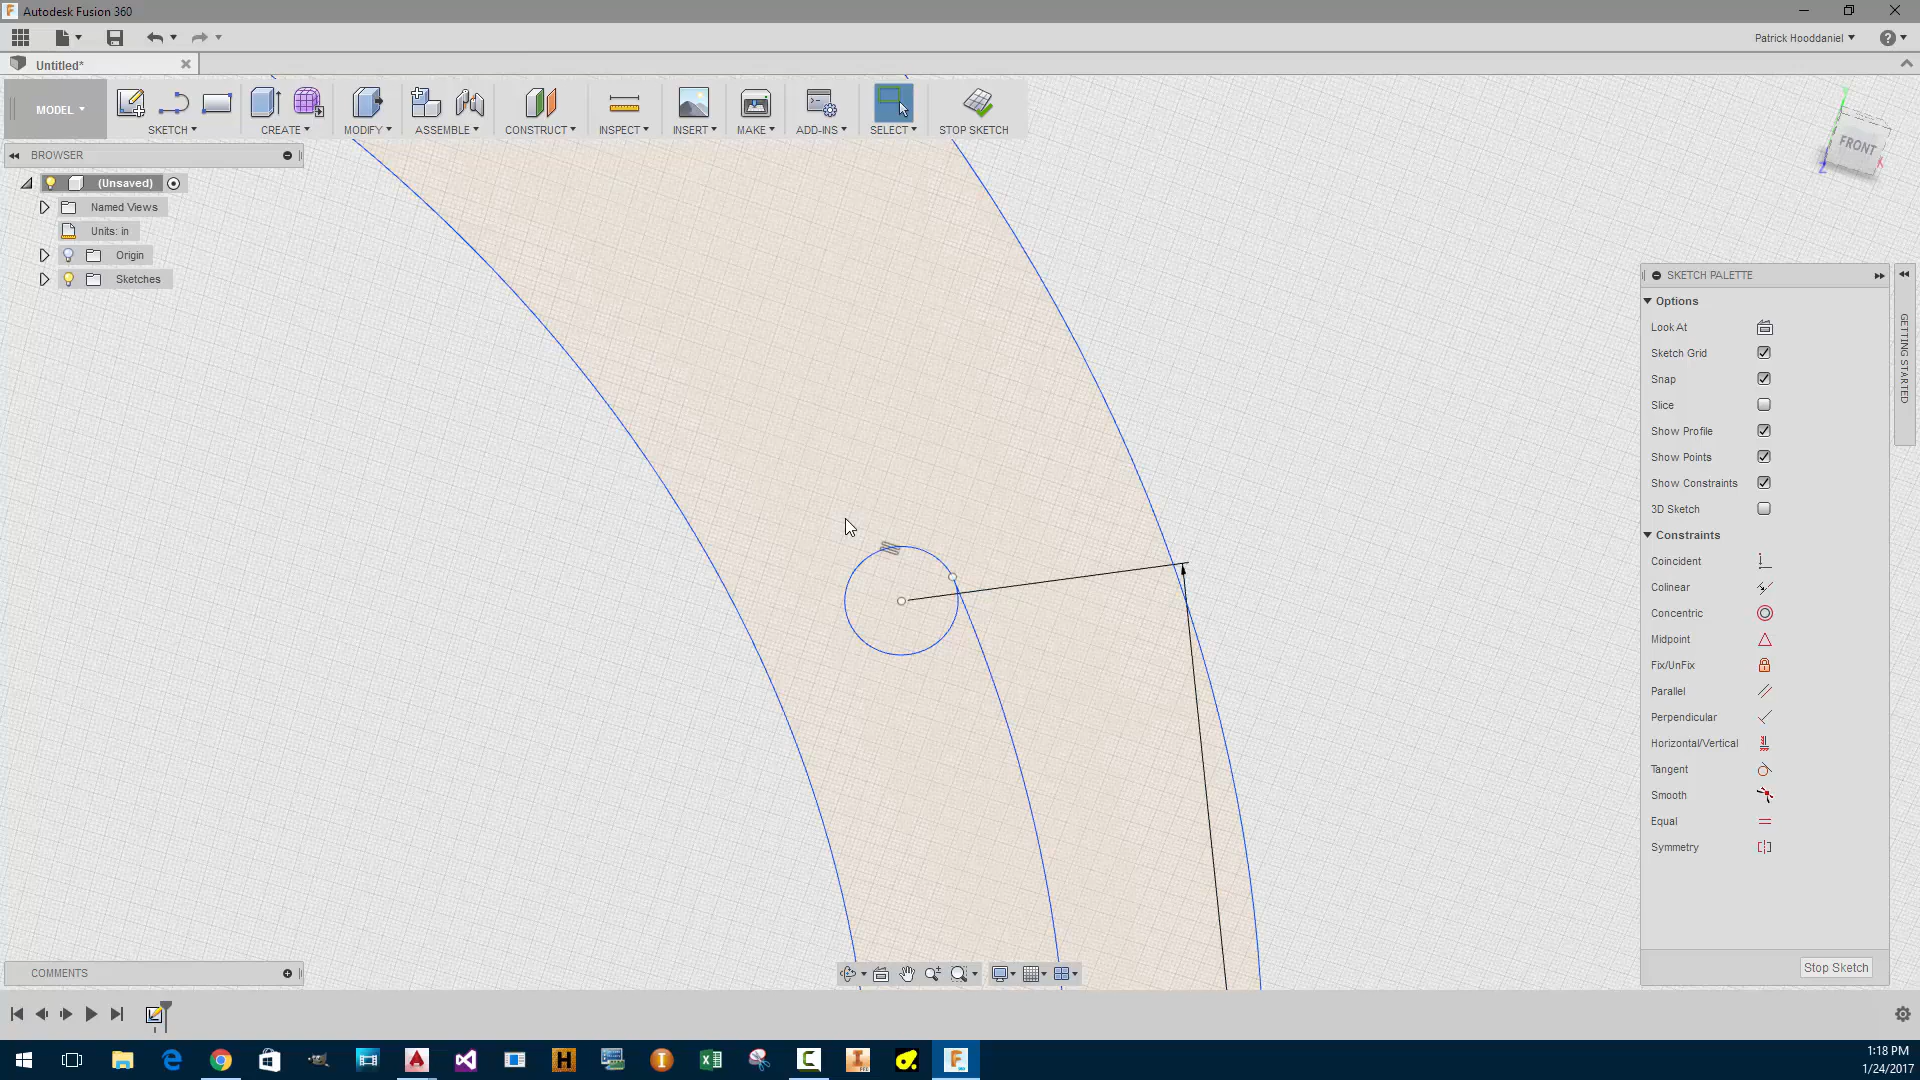 Autodesk Fusion 360
Patrick Hooddaniel
Untitled*
MODEL
SKETCH
CREATE
MODIFY
ASSEMBLE
CONSTRUCT
INSPECT
INSERT
MAKE
ADD-INS
SELECT
STOP SKETCH
FRONT
BROWSER
(Unsaved)
Named Views
Units: in
Origin
Sketches
SKETCH PALETTE
Options
Look At
Sketch Grid
Snap
Slice
Show Profile
Show Points
Show Constraints
3D Sketch
Constraints
Coincident
Colinear
Concentric
Midpoint
Fix/UnFix
Parallel
Perpendicular
Horizontal/Vertical
Tangent
Smooth
Equal
Symmetry
Stop Sketch
GETTING STARTED
COMMENTS
1:18 PM
1/24/2017